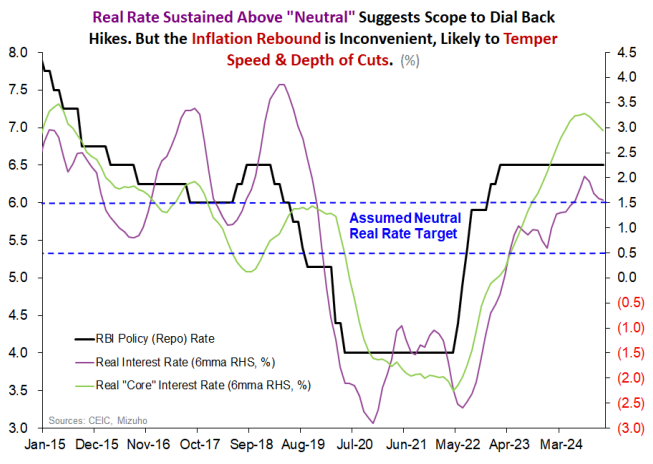 Real Rate Sustained Above "Neutral" Suggests Scope to Dial Back
Hikes. But the Inflation Rebound is Inconvenient, Likely to Temper
Speed & Depth of Cuts. (%)
8.0
7.5
7.0
6.5
6.0
5.5
5.0
4.5
4.0
3.5
3.0
4.5
4.0
3.5
3.0
2.5
2.0
1.5
1.0
0.5
0.0
(0.5)
(1.0)
(1.5)
(2.0)
(2.5)
(3.0)
Assumed Neutral
Real Rate Target
RBI Policy (Repo) Rate
Real Interest Rate (6mma RHS, %)
Real "Core" Interest Rate (6mma RHS, %)
Sources: CEIC, Mizuho
Jan-15 Dec-15 Nov-16 Oct-17 Sep-18 Aug-19 Jul-20 Jun-21 May-22 Apr-23 Mar-24